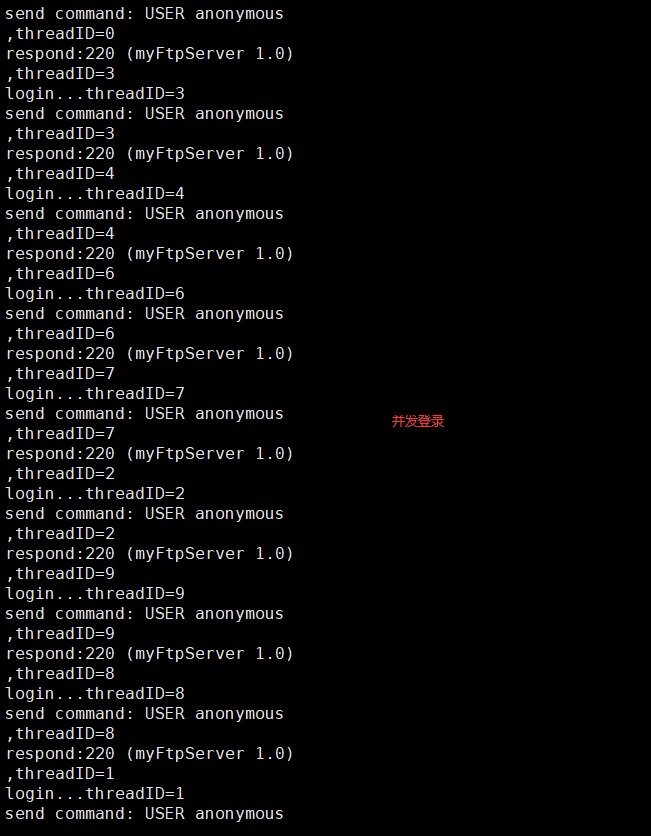 send command: USER anonymous
,threadID=0
respond:220 (myFtpServer 1.0)
,threadID=3
login...threadID=3
send command: USER anonymous
,threadID=3
respond:220 (myFtpServer 1.0)
,threadID=4
login...threadID=4
send command: USER anonymous
,threadID=4
respond:220 (myFtpServer 1.0)
,threadID=6
login...threadID=6
send command: USER anonymous
,threadID=6
respond:220 (myFtpServer 1.0)
,threadID=7
login...threadID=7
send command: USER anonymous
并发登录
,threadID=7
respond:220 (myFtpServer 1.0)
,threadID=2
login...threadID=2
send command: USER anonymous
,threadID=2
respond:220 (myFtpServer 1.0)
,threadID=9
login...threadID=9
send command: USER anonymous
,threadID=9
respond:220 (myFtpServer 1.0)
,threadID=8
login...threadID=8
send command: USER anonymous
,threadID=8
respond:220 (myFtpServer 1.0)
,threadID=1
login...threadID=1
send command: USER anonymous